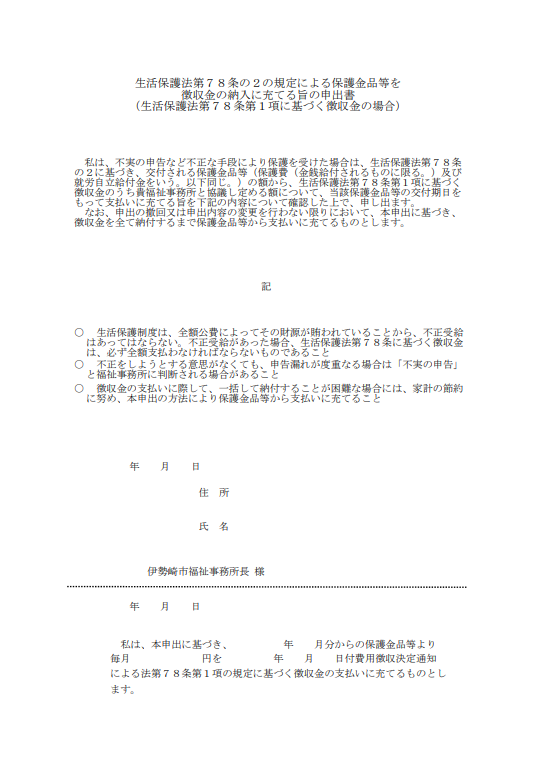 生活保護法第７８条の２の規定による保護金品等を
徴収金の納入に充てる旨の申出書
（生活保護法第７８条第１項に基づく徴収金の場合）
私は、不実の申告など不正な手段により保護を受けた場合は、生活保護法第７８条
の２に基づき、交付される保護金品等（保護費（金銭給付されるものに限る。）及び
就労自立給付金をいう。以下同じ。）の額から、生活保護法第７８条第１項に基づく
徴収金のうち貴福祉事務所と協議し定める額について、当該保護金品等の交付期日を
もって支払いに充てる旨を下記の内容について確認した上で、申し出ます。
なお、申出の撤回又は申出内容の変更を行わない限りにおいて、本申出に基づき、
徴収金を全て納付するまで保護金品等から支払いに充てるものとします。
記
○　生活保護制度は、全額公費によってその財源が賄われていることから、不正受給
はあってはならない。不正受給があった場合、生活保護法第７８条に基づく徴収金
は、必ず全額支払わなければならないものであること
○　不正をしようとする意思がなくても、申告漏れが度重なる場合は「不実の申告」
と福祉事務所に判断される場合があること
○　徴収金の支払いに際して、一括して納付することが困難な場合には、家計の節約
に努め、本申出の方法により保護金品等から支払いに充てること
年　　月　　日
住　所
氏　名
伊勢崎市福祉事務所長 様
年　　月　　日
私は、本申出に基づき、　　　　　年　　月分からの保護金品等より
毎月　　　　　　　円を　　　　　年　　月　　日付費用徴収決定通知
による法第７８条第１項の規定に基づく徴収金の支払いに充てるものとし
ます。